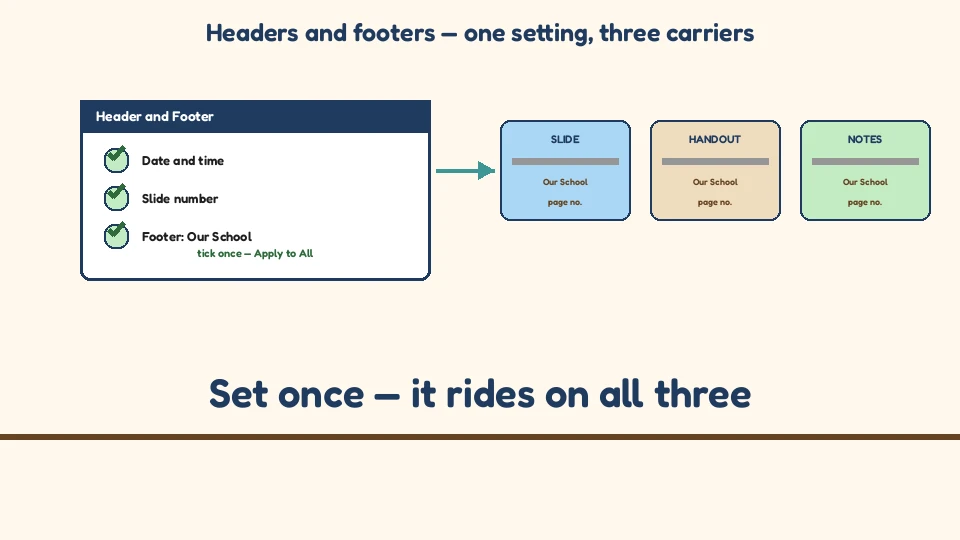 Headers and footers — one setting, three carriers
Header and Footer
Date and time
Slide number
Footer: Our School
tick once — Apply to All
SLIDE
Our School
page no.
HANDOUT
Our School
page no.
NOTES
Our School
page no.
Set once — it rides on all three